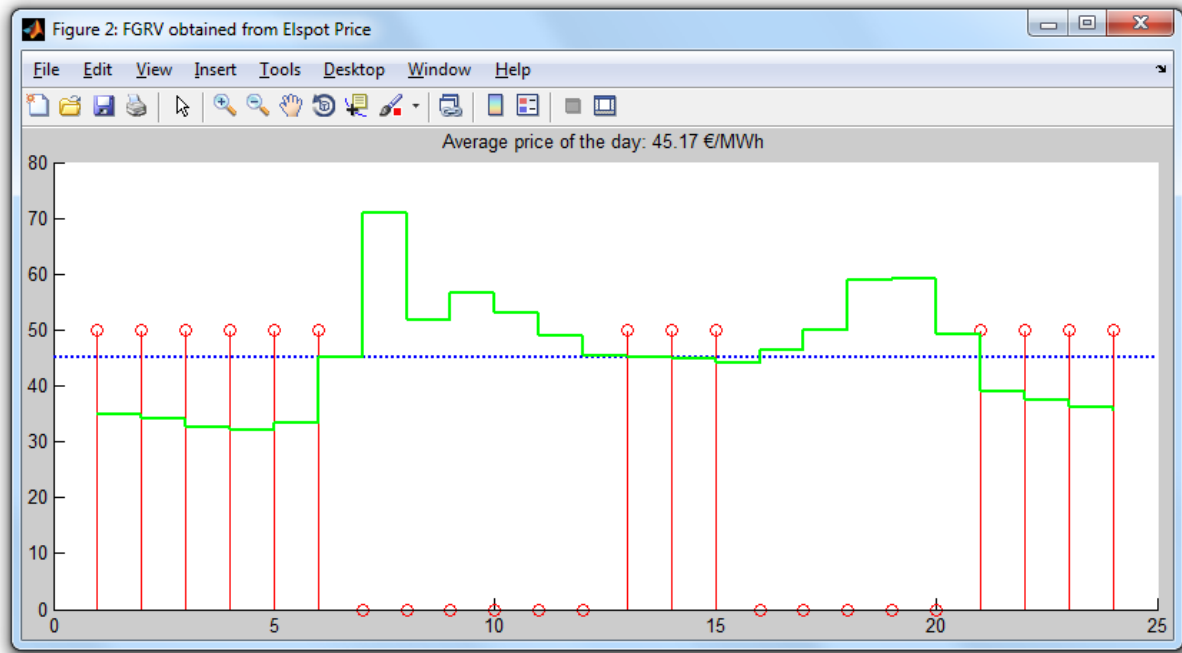 Figure 2: FGRV obtained from Elspot Price
File Edit View Insert Tools Desktop Window Help
Average price of the day: 45.17 €/MWh
80
70
60
50
40
30
20
10
0
0 5 10 15 20 25